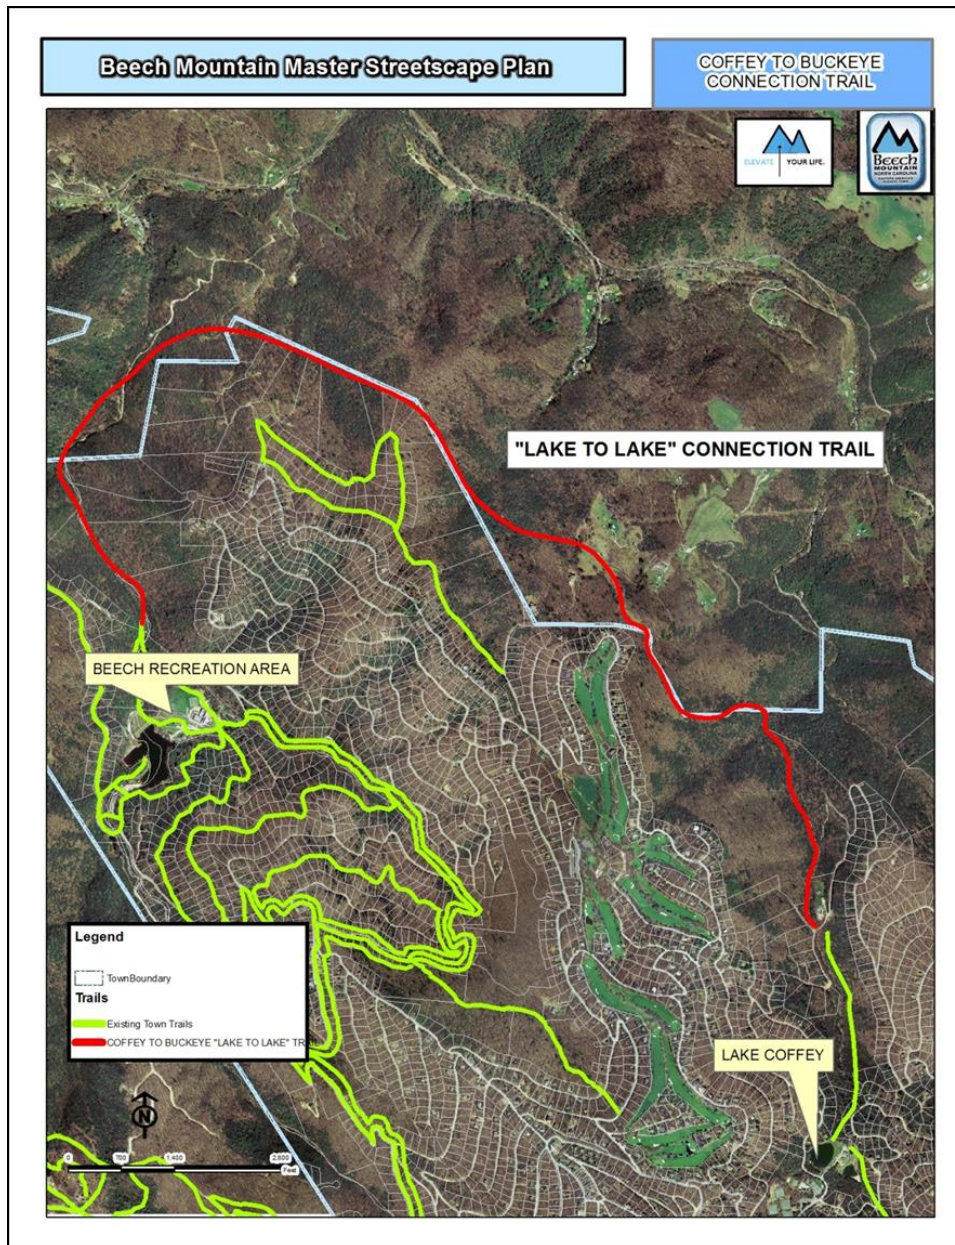 Beech Mountain Master Streetscape Plan
COFFEY TO BUCKEYE
CONNECTION TRAIL
ELEVATE YOUR LIFE.
BEECH
MOUNTAIN
NORTH CAROLINA
"LAKE TO LAKE" CONNECTION TRAIL
BEECH RECREATION AREA
Legend
TownBoundary
Trails
Existing Town Trails
COFFEY TO BUCKEYE "LAKE TO LAKE" TRAIL
LAKE COFFEY
N
0 700 1,400 2,800
Feet